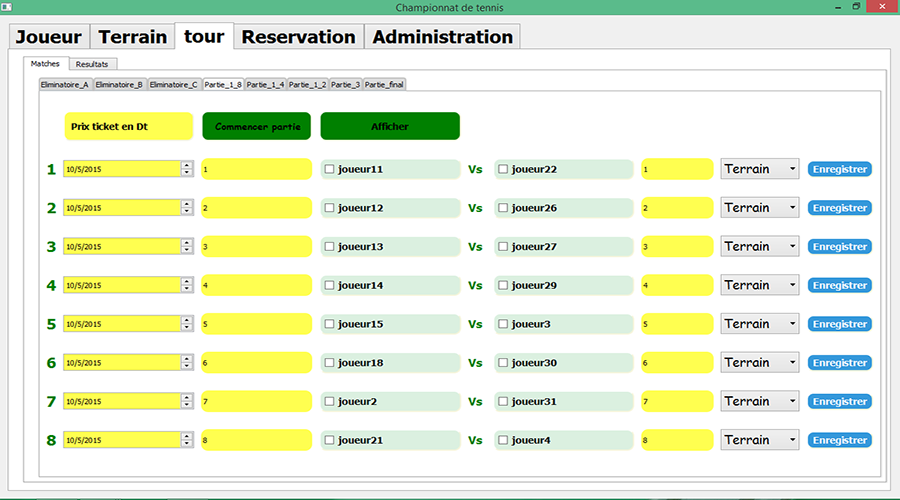 Championnat de tennis
Joueur Terrain tour Reservation Administration
Matches Resultats
Eliminatoire_A Eliminatoire_B Eliminatoire_C Partie_1_8 Partie_1_4 Partie_1_2 Partie_3 Partie_final
Prix ticket en Dt Commencer partie Afficher
1 10/5/2015 1 joueur11 Vs joueur22 1 Terrain Enregistrer
2 10/5/2015 2 joueur12 Vs joueur26 2 Terrain Enregistrer
3 10/5/2015 3 joueur13 Vs joueur27 3 Terrain Enregistrer
4 10/5/2015 4 joueur14 Vs joueur29 4 Terrain Enregistrer
5 10/5/2015 5 joueur15 Vs joueur3 5 Terrain Enregistrer
6 10/5/2015 6 joueur18 Vs joueur30 6 Terrain Enregistrer
7 10/5/2015 7 joueur2 Vs joueur31 7 Terrain Enregistrer
8 10/5/2015 8 joueur21 Vs joueur4 8 Terrain Enregistrer